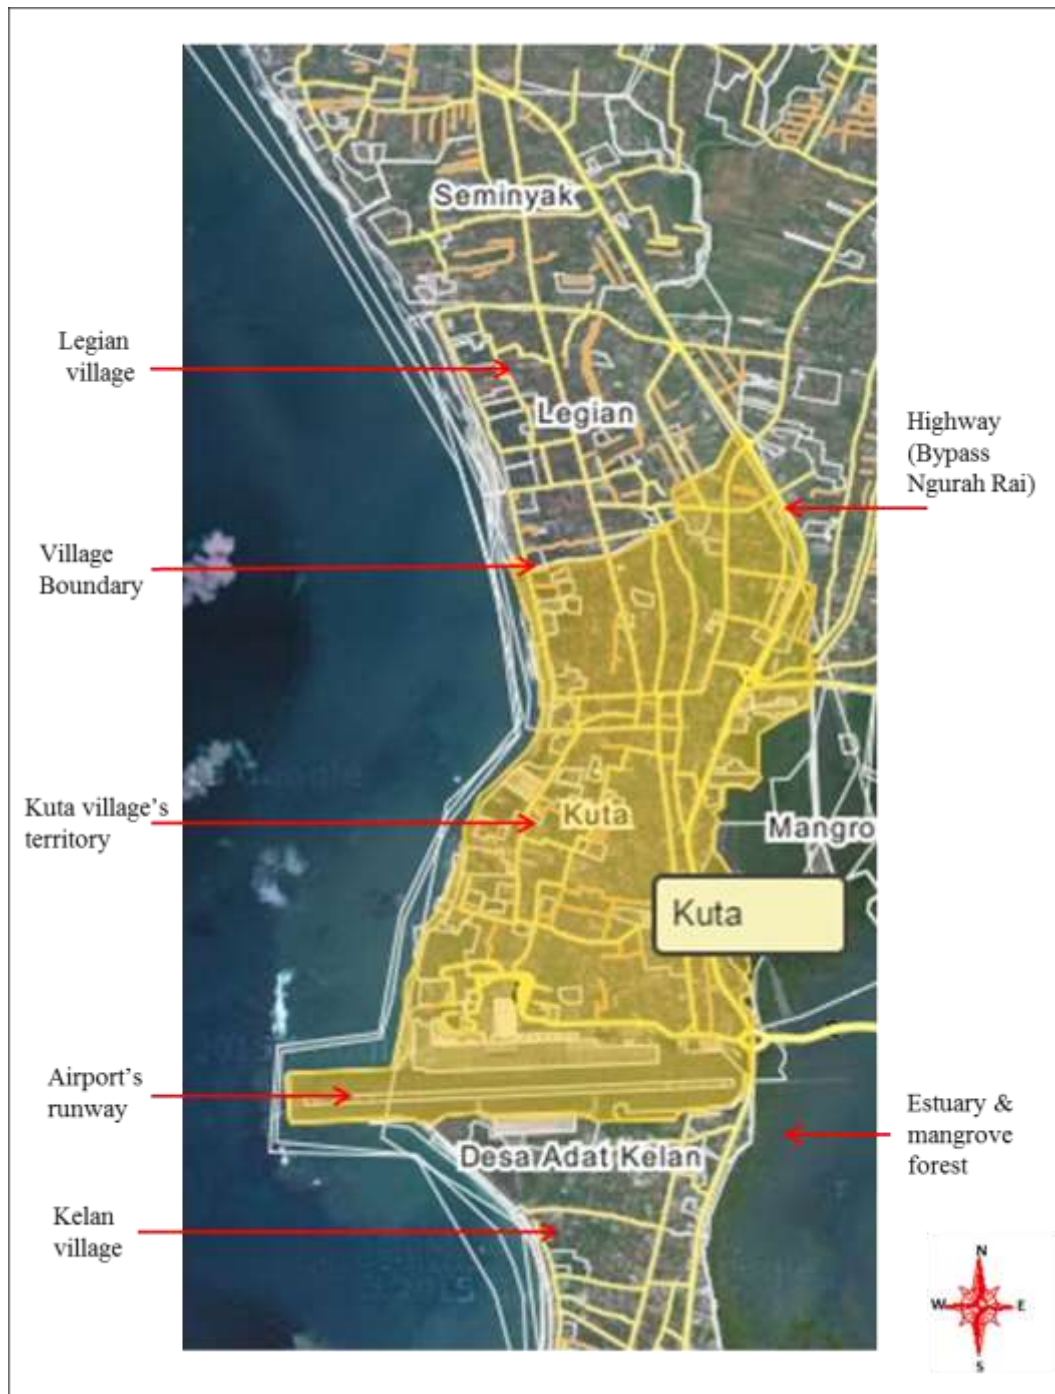 Seminyak
Legian
village
Legian
Highway
(Bypass
Ngurah Rai)
Village
Boundary
Kuta village's
territory
Kuta
Mangro
Kuta
Airport's
runway
Estuary &
mangrove
forest
Desa Adat Kelan
Kelan
village
N
W E
S